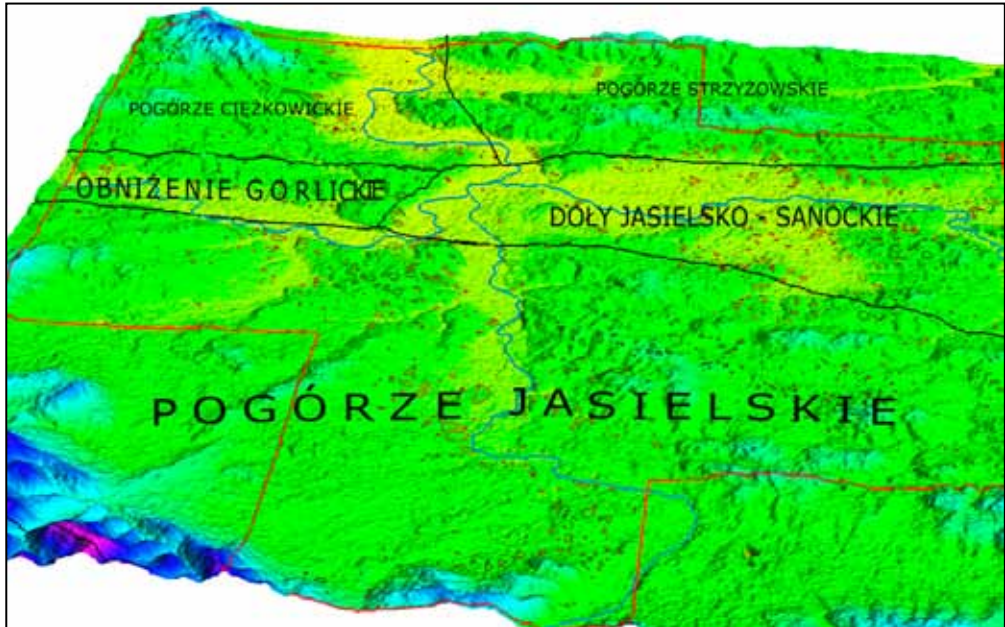 POGÓRZE CIĘŻKOWICKIE
POGÓRZE STRZYŻOWSKIE
OBNIŻENIE GORLICKIE
DOŁY JASIELSKO - SANOCKIE
POGÓRZE JASIELSKIE